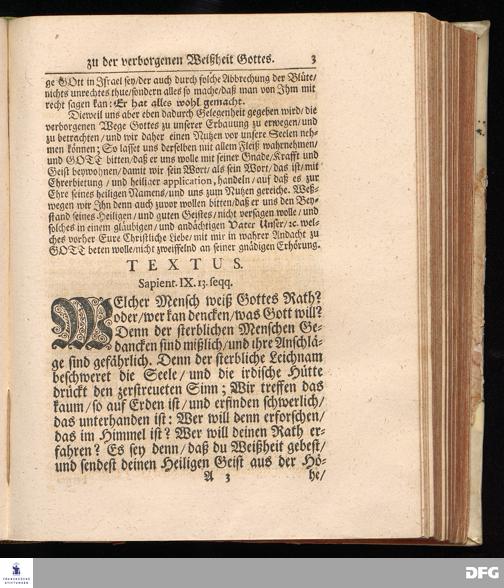 zu der verborgenen Weißheit Gottes. 3
ge GOtt in Israel sey/der auch durch solche Abbrechung der Blüte/
nichts unrechtes thue/sondern alles so mache/daß man von Ihm mit
recht sagen kan: Er hat alles wohl gemacht.
Dieweil uns aber eben dadurch Gelegenheit gegeben wird/ die
verborgenen Wege Gottes zu unserer Erbauung zu erwegen/ und
zu betrachten/ und wir daher einen Nutzen vor unsere Seelen neh-
men können; So lasset uns derselben mit allem Fleiß wahrnehmen/
und GOTT bitten/daß er uns wolle mit seiner Gnade/Krafft und
Geist beywohnen/damit wir sein Wort/als sein Wort/das ist/mit
Ehrerbietung / und heiliger application, handeln/auf daß es zur
Ehre seines heiligen Namens/und uns zum Nutzen gereiche. Weß-
wegen wir Ihn denn auch zuvor wollen bitten/daß er uns den Bey-
stand seines Heiligen/ und guten Geistes/nicht versagen wolle / und
solches in einem gläubigen/ und andächtigen Vater Unser/ꝛc. wel-
ches vorher Eure Christliche Liebe/ mit mir in wahrer Andacht zu
GOTT beten wolle/nicht zweiffelnd an seiner gnädigen Erhörung.
TEXTUS.
Sapient. IX. 13. seqq.
WElcher Mensch weiß Gottes Rath?
oder/wer kan dencken/was Gott will?
Denn der sterblichen Menschen Ge-
dancken sind mißlich/und ihre Anschlä-
ge sind gefährlich. Denn der sterbliche Leichnam
beschweret die Seele/ und die irdische Hütte
drückt den zerstreueten Sinn; Wir treffen das
kaum/so auf Erden ist/ und erfinden schwerlich/
das unterhanden ist: Wer will denn erforschen/
das im Himmel ist? Wer will deinen Rath er-
fahren? Es sey denn/ daß du Weißheit gebest/
und sendest deinen Heiligen Geist aus der Hö-
A 3 he/
FRANCKESCHE
STIFTUNGEN
DFG